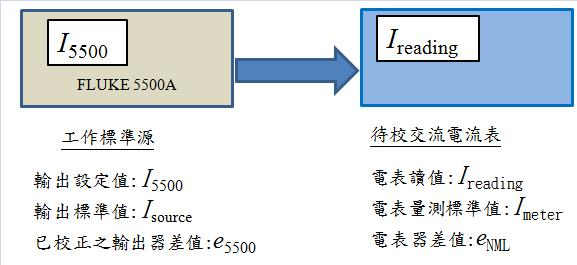 I5500
FLUKE 5500A
Ireading
工作標準源
輸出設定值: I5500
輸出標準值: Isource
已校正之輸出器差值: e5500
待校交流電流表
電表讀值: Ireading
電表量測標準值: Imeter
電表器差值: eNML